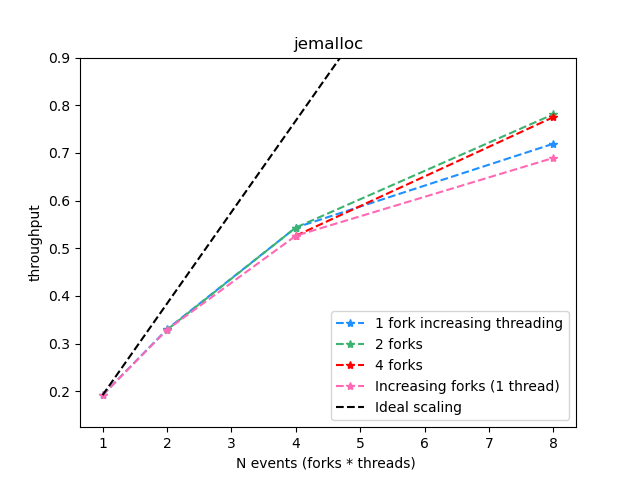 jemalloc
throughput
0.9
0.8
0.7
0.6
0.5
0.4
0.3
0.2
1 fork increasing threading
2 forks
4 forks
Increasing forks (1 thread)
Ideal scaling
1 2 3 4 5 6 7 8
N events (forks * threads)